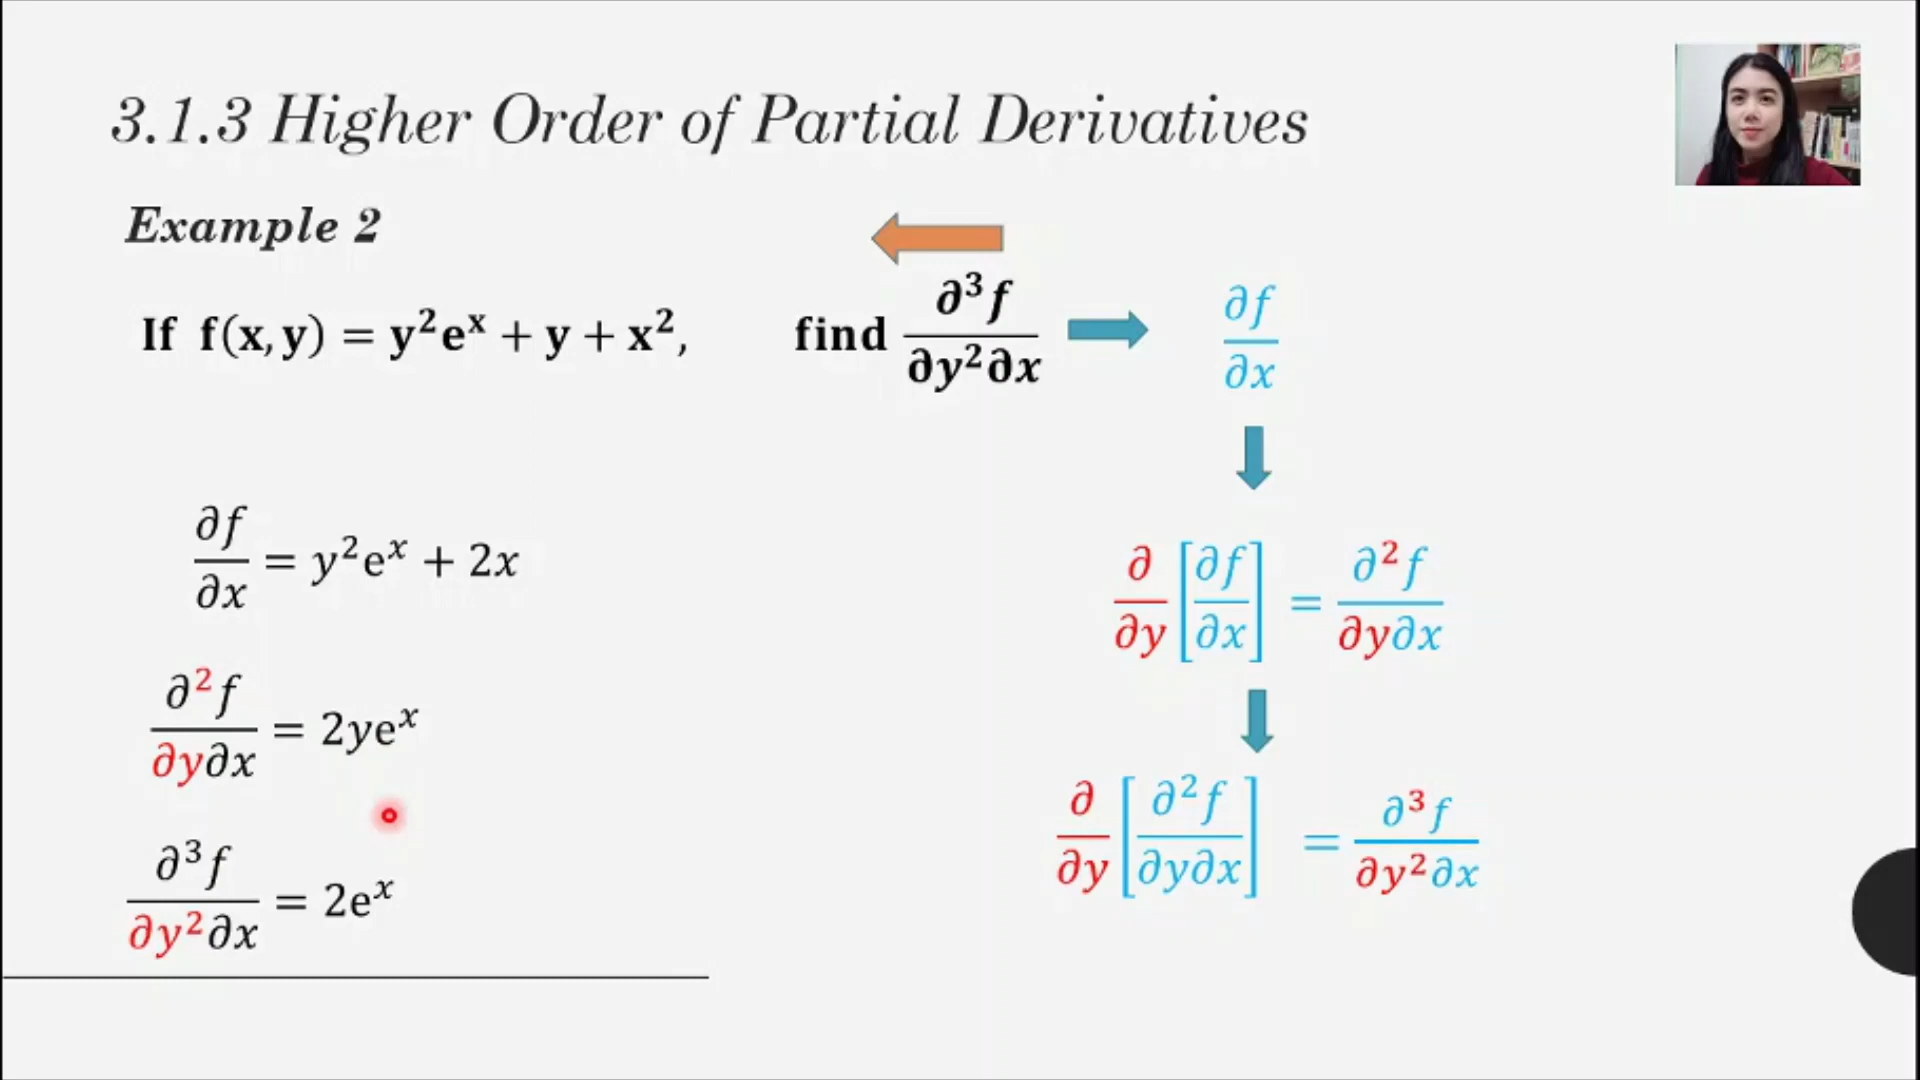 3.1.3 Higher Order of Partial Derivatives
Example 2
If f(x, y) = y²eˣ + y + x², find ∂³f/∂y²∂x
∂f/∂x
∂f/∂x = y²eˣ + 2x
∂/∂y [∂f/∂x] = ∂²f/∂y∂x
∂²f/∂y∂x = 2yeˣ
∂/∂y [∂²f/∂y∂x] = ∂³f/∂y²∂x
∂³f/∂y²∂x = 2eˣ